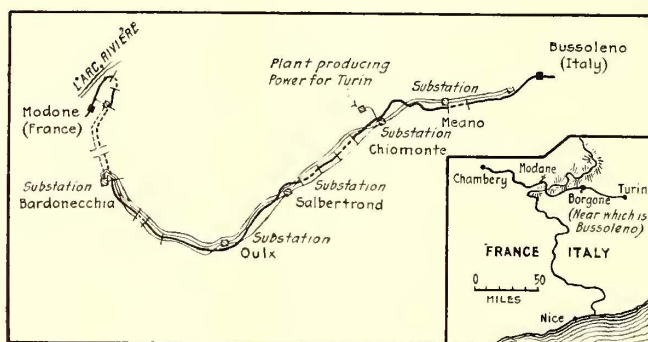 L'ARC RIVIÈRE
Modone
(France)
Plant producing
Power for Turin
Substation
Bussoleno
(Italy)
Meano
Substation
Chiomonte
Substation
Bardonecchia
Substation
Salbertrond
Substation
Oulx
Modane
Chambery
Turin
Borgone
(Near which is
Bussoleno)
FRANCE ITALY
0 50
MILES
Nice